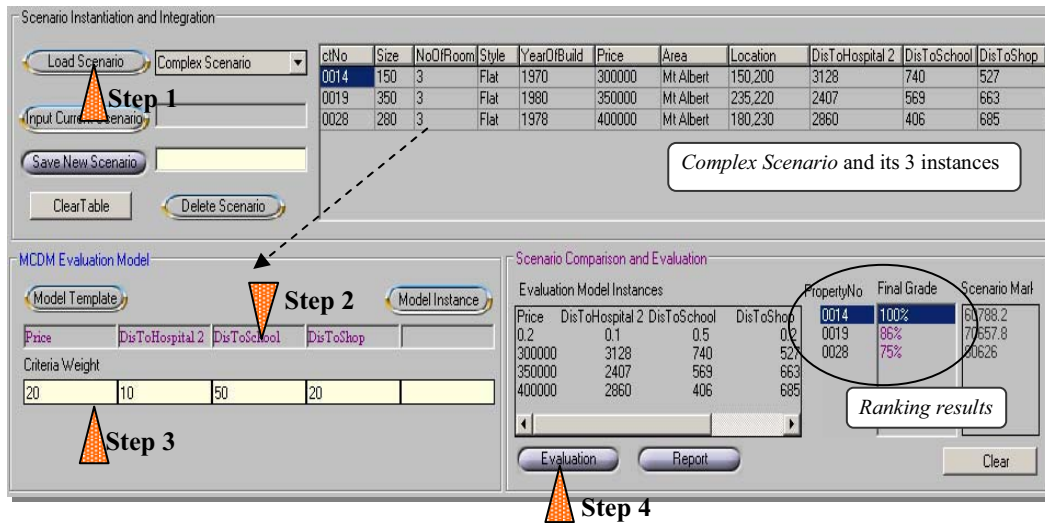 Scenario Instantiation and Integration
Load Scenario
Complex Scenario
Step 1
Input Current Scenario
Save New Scenario
ClearTable
Delete Scenario
ctNo Size NoOfRoom Style YearOfBuild Price Area Location DisToHospital 2 DisToSchool DisToShop
0014 150 3 Flat 1970 300000 Mt Albert 150,200 3128 740 527
0019 350 3 Flat 1980 350000 Mt Albert 235,220 2407 569 663
0028 280 3 Flat 1978 400000 Mt Albert 180,230 2860 406 685
Complex Scenario and its 3 instances
MCDM Evaluation Model
Model Template
Step 2
Model Instance
Price DisToHospital 2 DisToSchool DisToShop
Criteria Weight
20 10 50 20
Step 3
Scenario Comparison and Evaluation
Evaluation Model Instances
Price DisToHospital 2 DisToSchool DisToShop
0.2 0.1 0.5 0.2
300000 3128 740 527
350000 2407 569 663
400000 2860 406 685
PropertyNo Final Grade Scenario Mark
0014 100% 60788.2
0019 86% 70657.8
0028 75% 80626
Ranking results
Evaluation
Report
Clear
Step 4